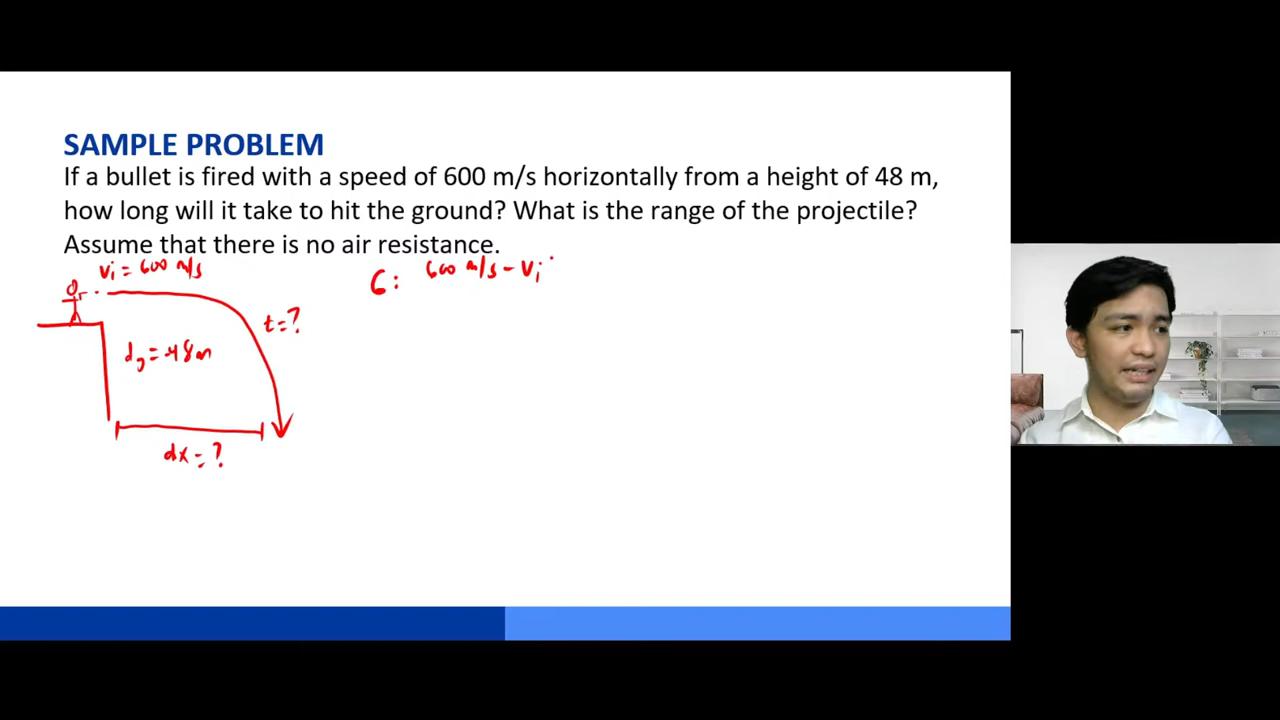 SAMPLE PROBLEM
If a bullet is fired with a speed of 600 m/s horizontally from a height of 48 m,
how long will it take to hit the ground? What is the range of the projectile?
Assume that there is no air resistance.
vi = 600 m/s
G: 600 m/s - vi
t = ?
dy = 48m
dx = ?